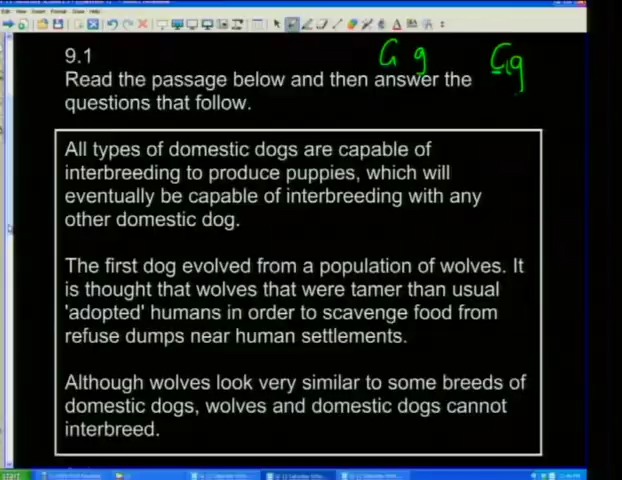 G g Gg
9.1
Read the passage below and then answer the
questions that follow.
All types of domestic dogs are capable of
interbreeding to produce puppies, which will
eventually be capable of interbreeding with any
other domestic dog.
The first dog evolved from a population of wolves. It
is thought that wolves that were tamer than usual
'adopted' humans in order to scavenge food from
refuse dumps near human settlements.
Although wolves look very similar to some breeds of
domestic dogs, wolves and domestic dogs cannot
interbreed.
start